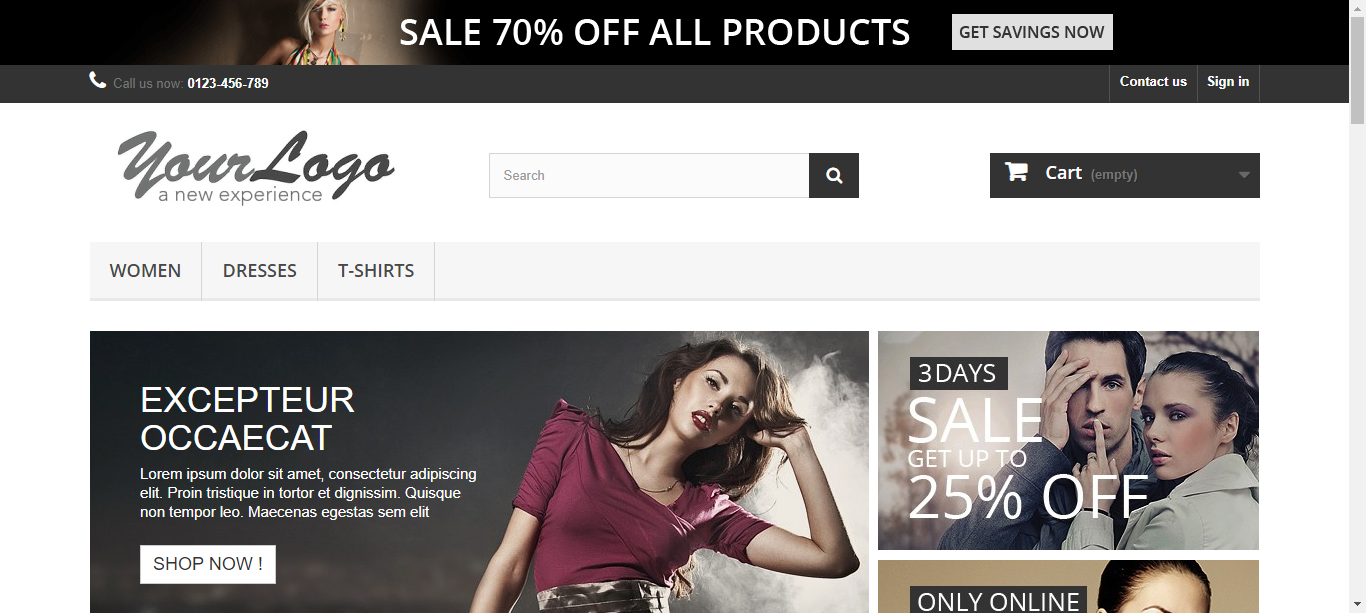 SALE 70% OFF ALL PRODUCTS
GET SAVINGS NOW
Call us now: 0123-456-789
Contact us
Sign in
YourLogo
a new experience
Search
Cart (empty)
WOMEN
DRESSES
T-SHIRTS
EXCEPTEUR
OCCAECAT
Lorem ipsum dolor sit amet, consectetur adipiscing
elit. Proin tristique in tortor et dignissim. Quisque
non tempor leo. Maecenas egestas sem elit
SHOP NOW !
3 DAYS
SALE
GET UP TO
25% OFF
ONLY ONLINE